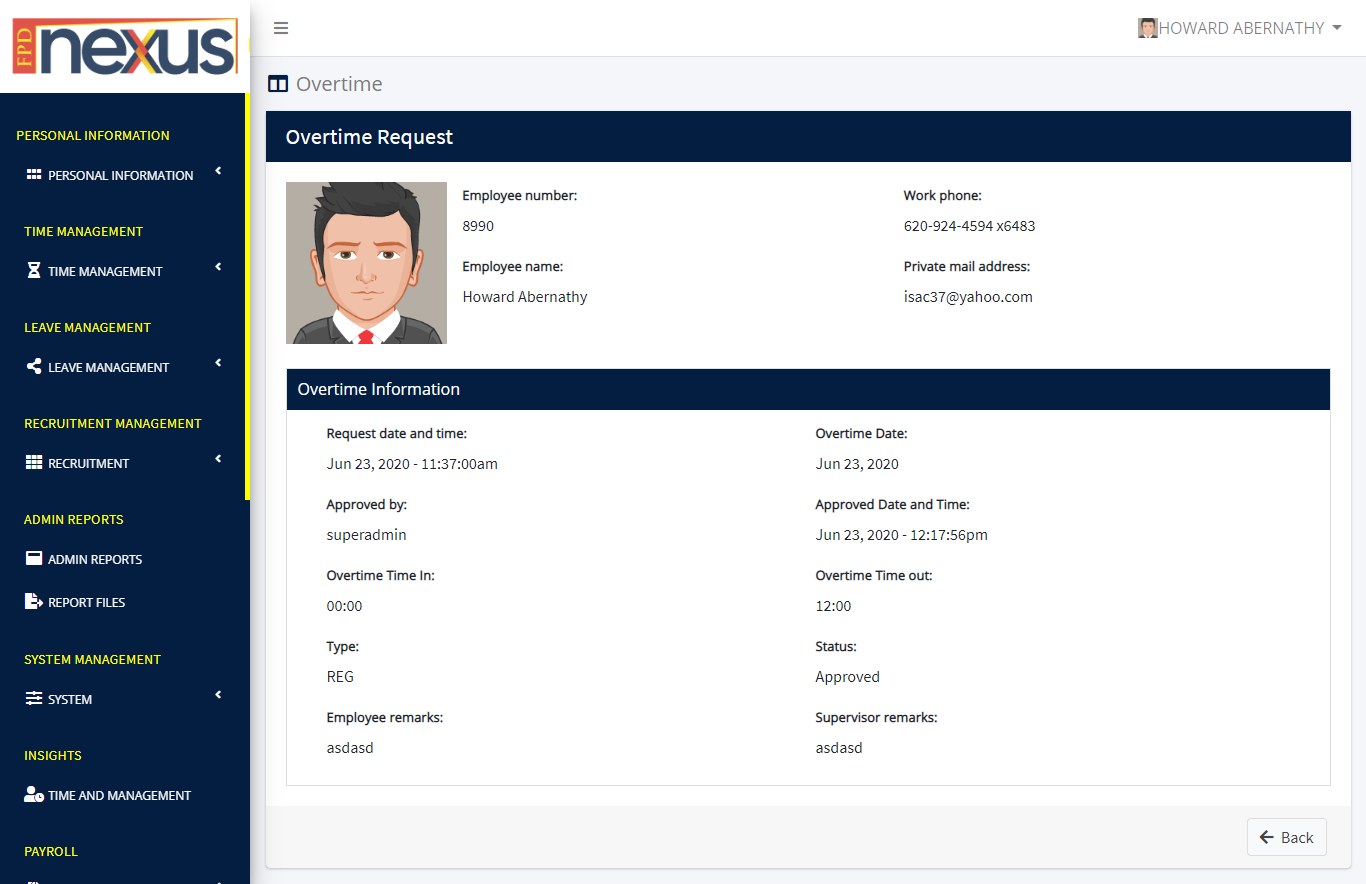 FPD nexus
HOWARD ABERNATHY
Overtime
PERSONAL INFORMATION
PERSONAL INFORMATION
TIME MANAGEMENT
TIME MANAGEMENT
LEAVE MANAGEMENT
LEAVE MANAGEMENT
RECRUITMENT MANAGEMENT
RECRUITMENT
ADMIN REPORTS
ADMIN REPORTS
REPORT FILES
SYSTEM MANAGEMENT
SYSTEM
INSIGHTS
TIME AND MANAGEMENT
PAYROLL
Overtime Request
Employee number:
8990
Employee name:
Howard Abernathy
Work phone:
620-924-4594 x6483
Private mail address:
isac37@yahoo.com
Overtime Information
Request date and time:
Jun 23, 2020 - 11:37:00am
Overtime Date:
Jun 23, 2020
Approved by:
superadmin
Approved Date and Time:
Jun 23, 2020 - 12:17:56pm
Overtime Time In:
00:00
Overtime Time out:
12:00
Type:
REG
Status:
Approved
Employee remarks:
asdasd
Supervisor remarks:
asdasd
Back